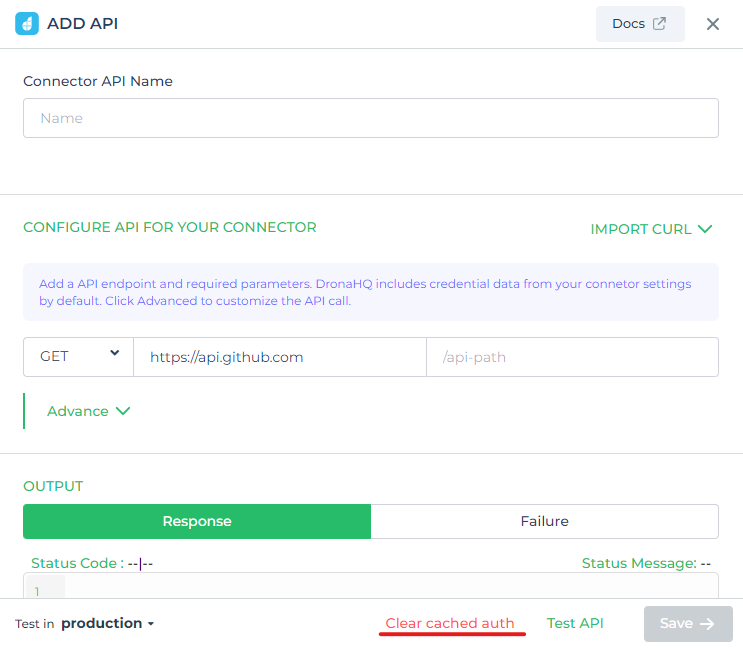 ADD API
Docs
Connector API Name
Name
CONFIGURE API FOR YOUR CONNECTOR
IMPORT CURL
Add a API endpoint and required parameters. DronaHQ includes credential data from your connetor settings
by default. Click Advanced to customize the API call.
GET https://api.github.com /api-path
Advance
OUTPUT
Response Failure
Status Code : --|-- Status Message: --
1
Test in production Clear cached auth Test API Save